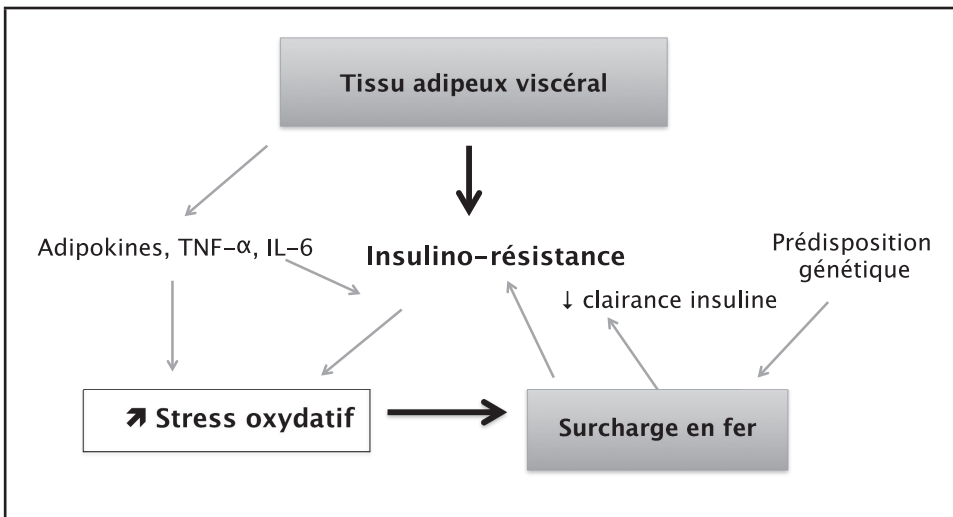 Tissu adipeux viscéral
Adipokines, TNF-α, IL-6
Insulino-résistance
Prédisposition
génétique
↓ clairance insuline
↗ Stress oxydatif
Surcharge en fer